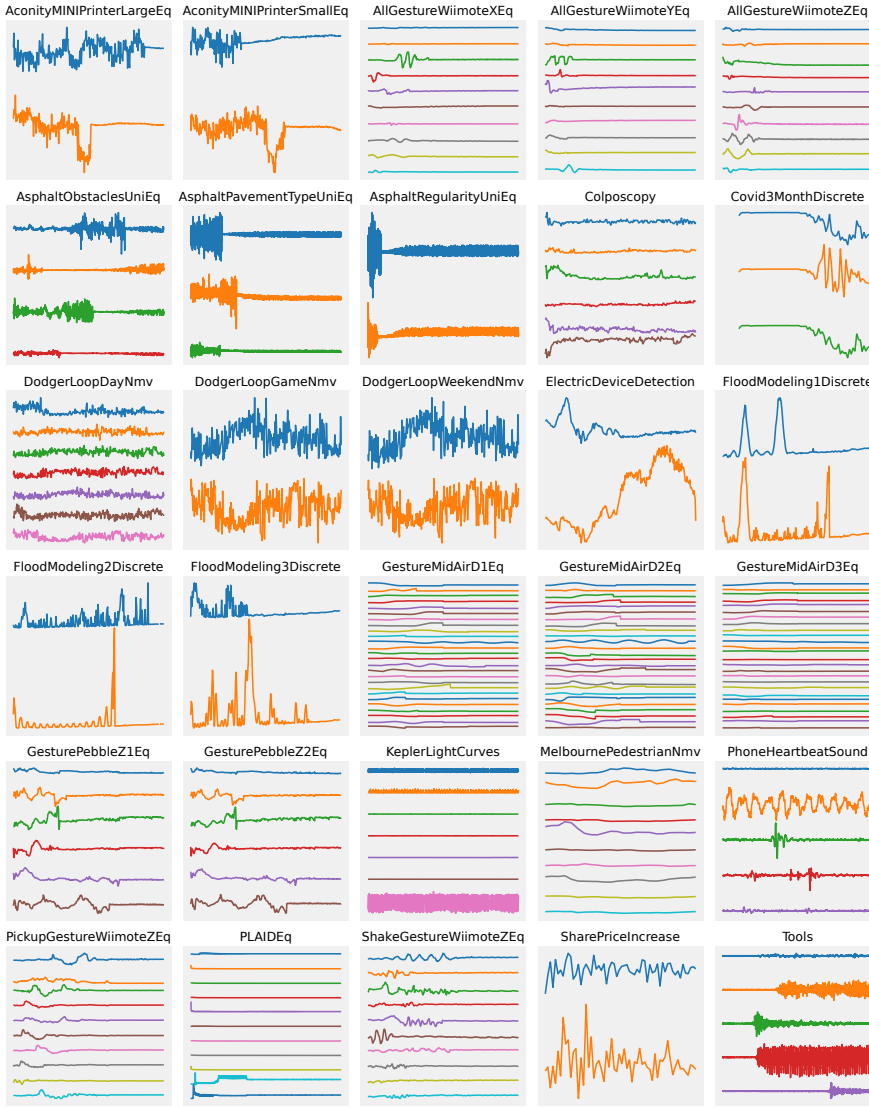 AconityMINIPrinterLargeEq
AconityMINIPrinterSmallEq
AllGestureWiimoteXEq
AllGestureWiimoteYEq
AllGestureWiimoteZEq
AsphaltObstaclesUniEq
AsphaltPavementTypeUniEq
AsphaltRegularityUniEq
Colposcopy
Covid3MonthDiscrete
DodgerLoopDayNmv
DodgerLoopGameNmv
DodgerLoopWeekendNmv
ElectricDeviceDetection
FloodModeling1Discrete
FloodModeling2Discrete
FloodModeling3Discrete
GestureMidAirD1Eq
GestureMidAirD2Eq
GestureMidAirD3Eq
GesturePebbleZ1Eq
GesturePebbleZ2Eq
KeplerLightCurves
MelbournePedestrianNmv
PhoneHeartbeatSound
PickupGestureWiimoteZEq
PLAIDEq
ShakeGestureWiimoteZEq
SharePriceIncrease
Tools